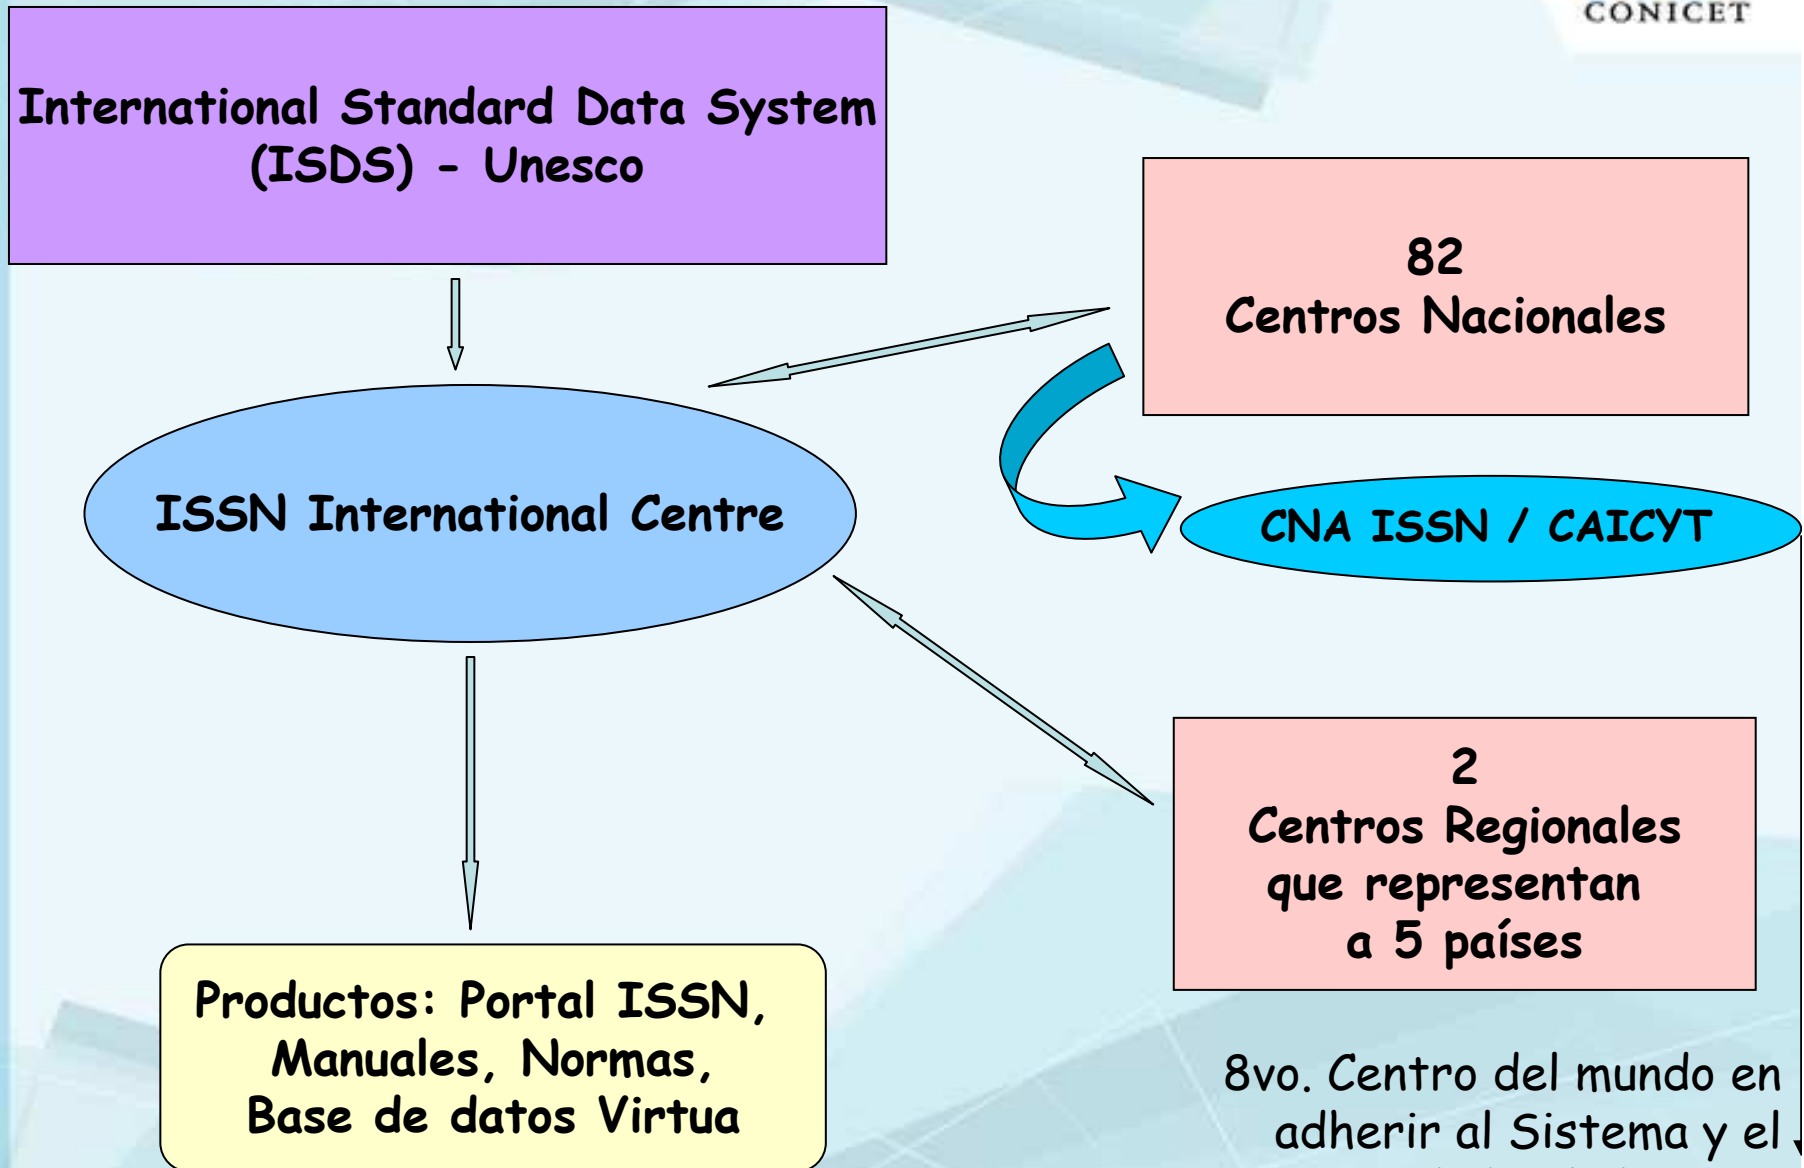 CONICET
International Standard Data System
(ISDS) - Unesco
82
Centros Nacionales
ISSN International Centre
CNA ISSN / CAICYT
2
Centros Regionales
que representan
a 5 países
Productos: Portal ISSN,
Manuales, Normas,
Base de datos Virtua
8vo. Centro del mundo en
adherir al Sistema y el